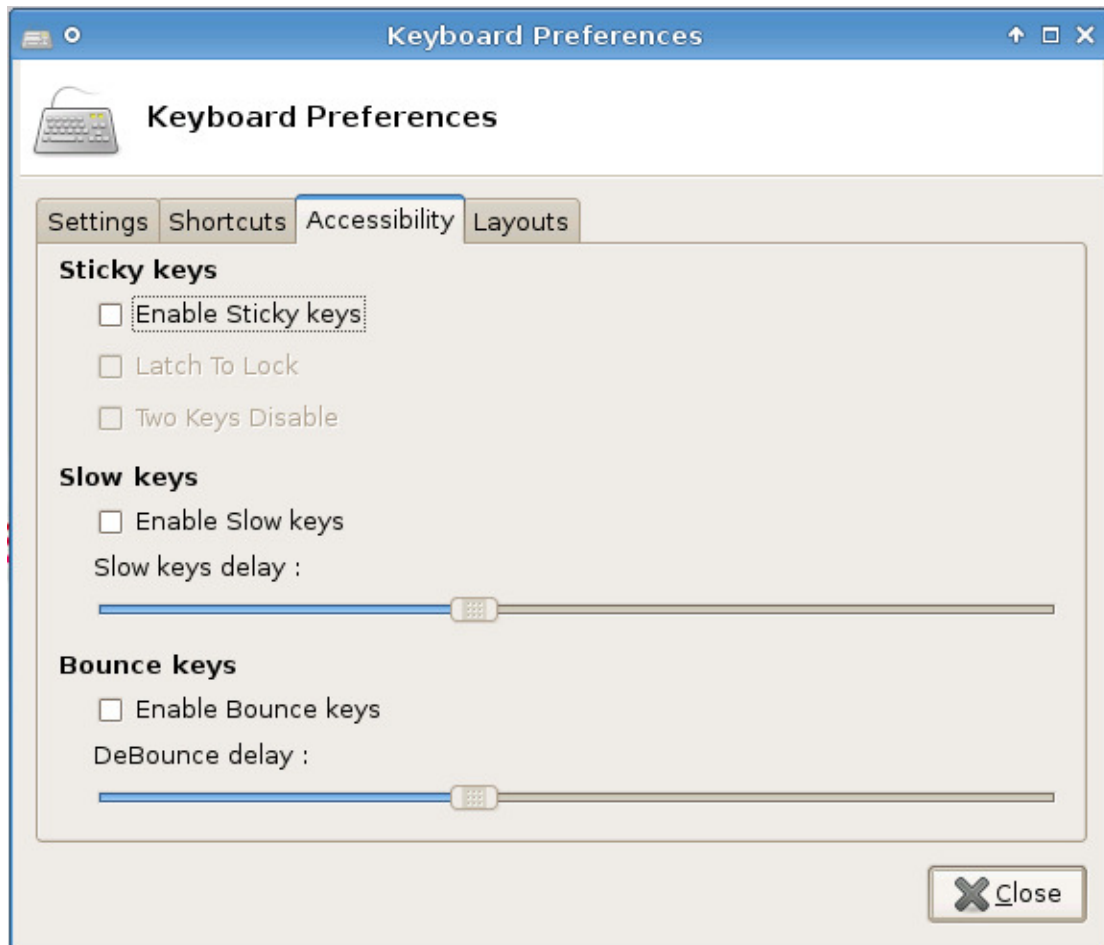 Keyboard Preferences
Keyboard Preferences
Settings Shortcuts Accessibility Layouts
Sticky keys
Enable Sticky keys
Latch To Lock
Two Keys Disable
Slow keys
Enable Slow keys
Slow keys delay :
Bounce keys
Enable Bounce keys
DeBounce delay :
Close